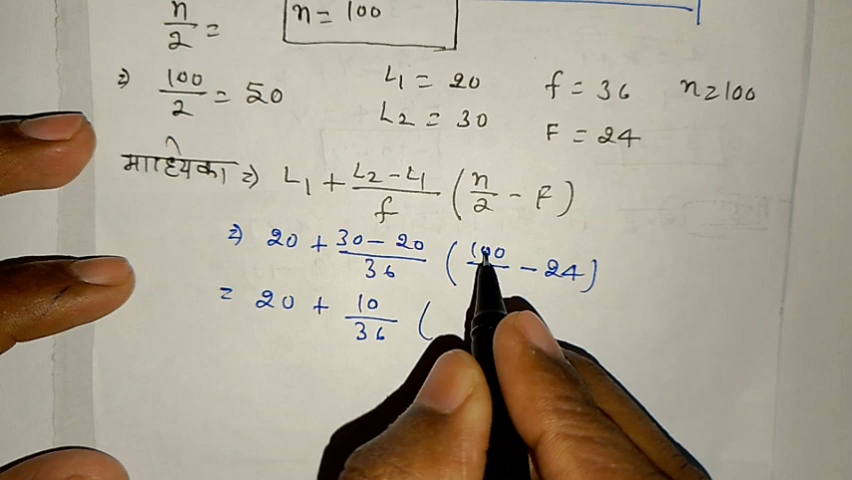 n/2 = n = 100
⇒ 100/2 = 50 L₁ = 20 f = 36 n = 100
L₂ = 30 F = 24
माध्यिका ⇒ L₁ + (L₂ - L₁)/f (n/2 - F)
⇒ 20 + (30 - 20)/36 (100/ - 24)
= 20 + 10/36 (